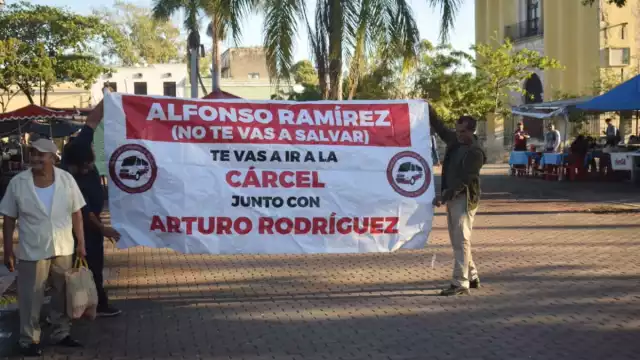 ALFONSO RAMÍREZ
(NO TE VAS A SALVAR)
TE VAS A IR A LA
CÁRCEL
JUNTO CON
ARTURO RODRÍGUEZ